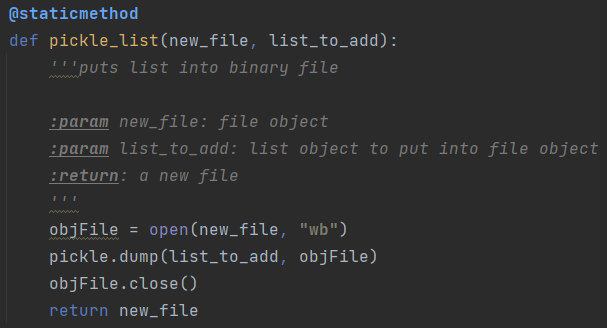 @staticmethod
def pickle_list(new_file, list_to_add):
    '''puts list into binary file

    :param new_file: file object
    :param list_to_add: list object to put into file object
    :return: a new file
    '''
    objFile = open(new_file, "wb")
    pickle.dump(list_to_add, objFile)
    objFile.close()
    return new_file